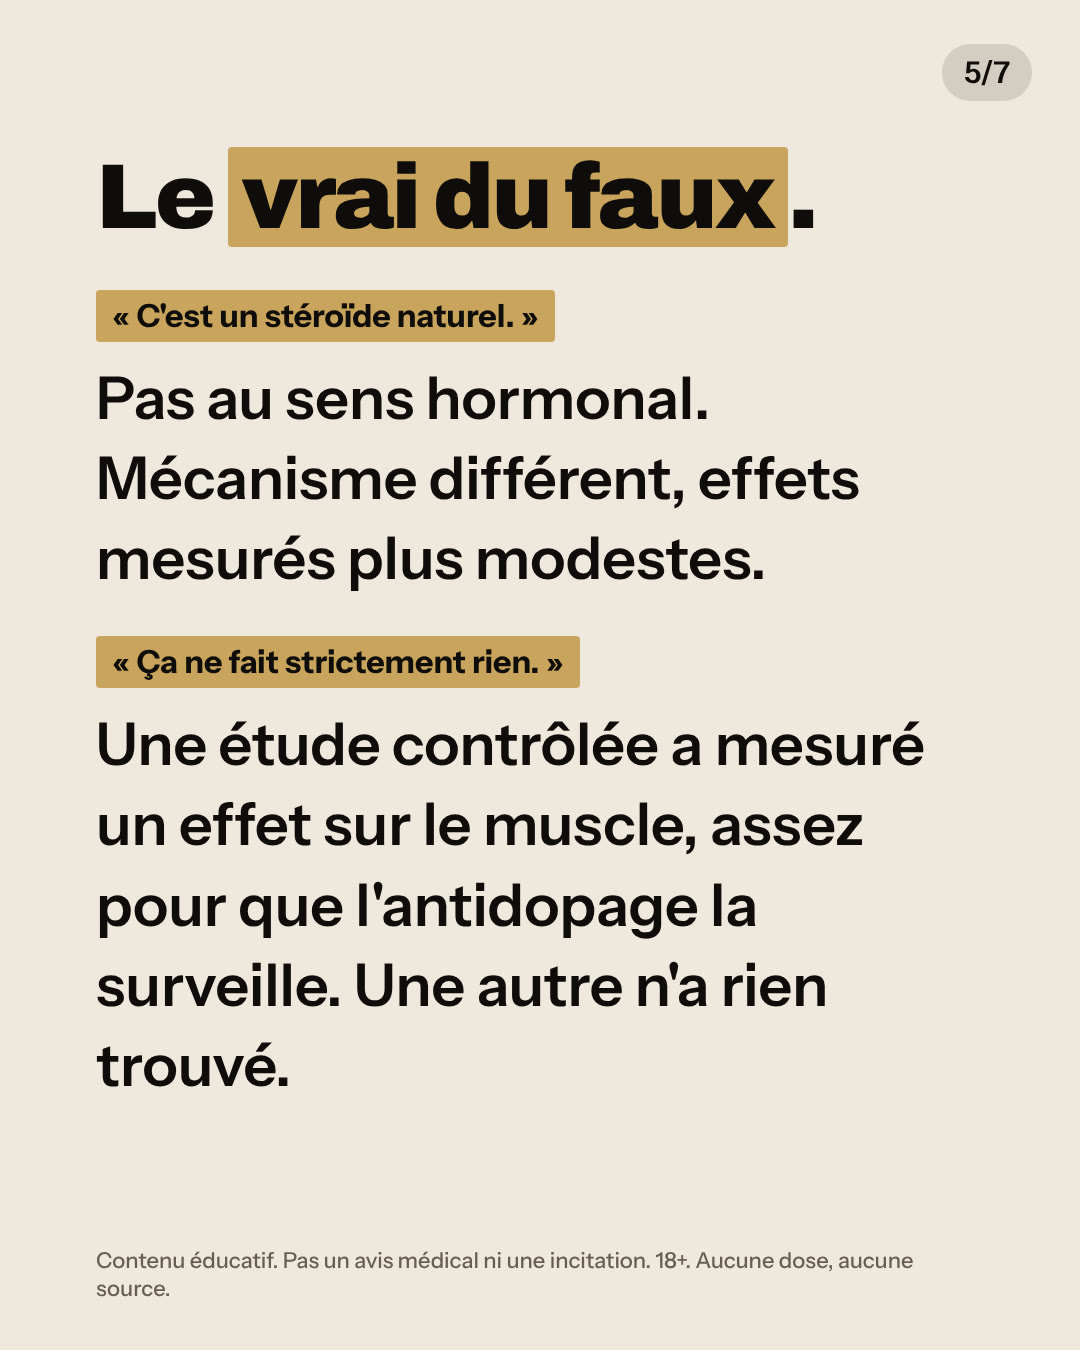 5/7
Le vrai du faux.
« C'est un stéroïde naturel. »
Pas au sens hormonal.
Mécanisme différent, effets
mesurés plus modestes.
« Ça ne fait strictement rien. »
Une étude contrôlée a mesuré
un effet sur le muscle, assez
pour que l'antidopage la
surveille. Une autre n'a rien
trouvé.
Contenu éducatif. Pas un avis médical ni une incitation. 18+. Aucune dose, aucune
source.